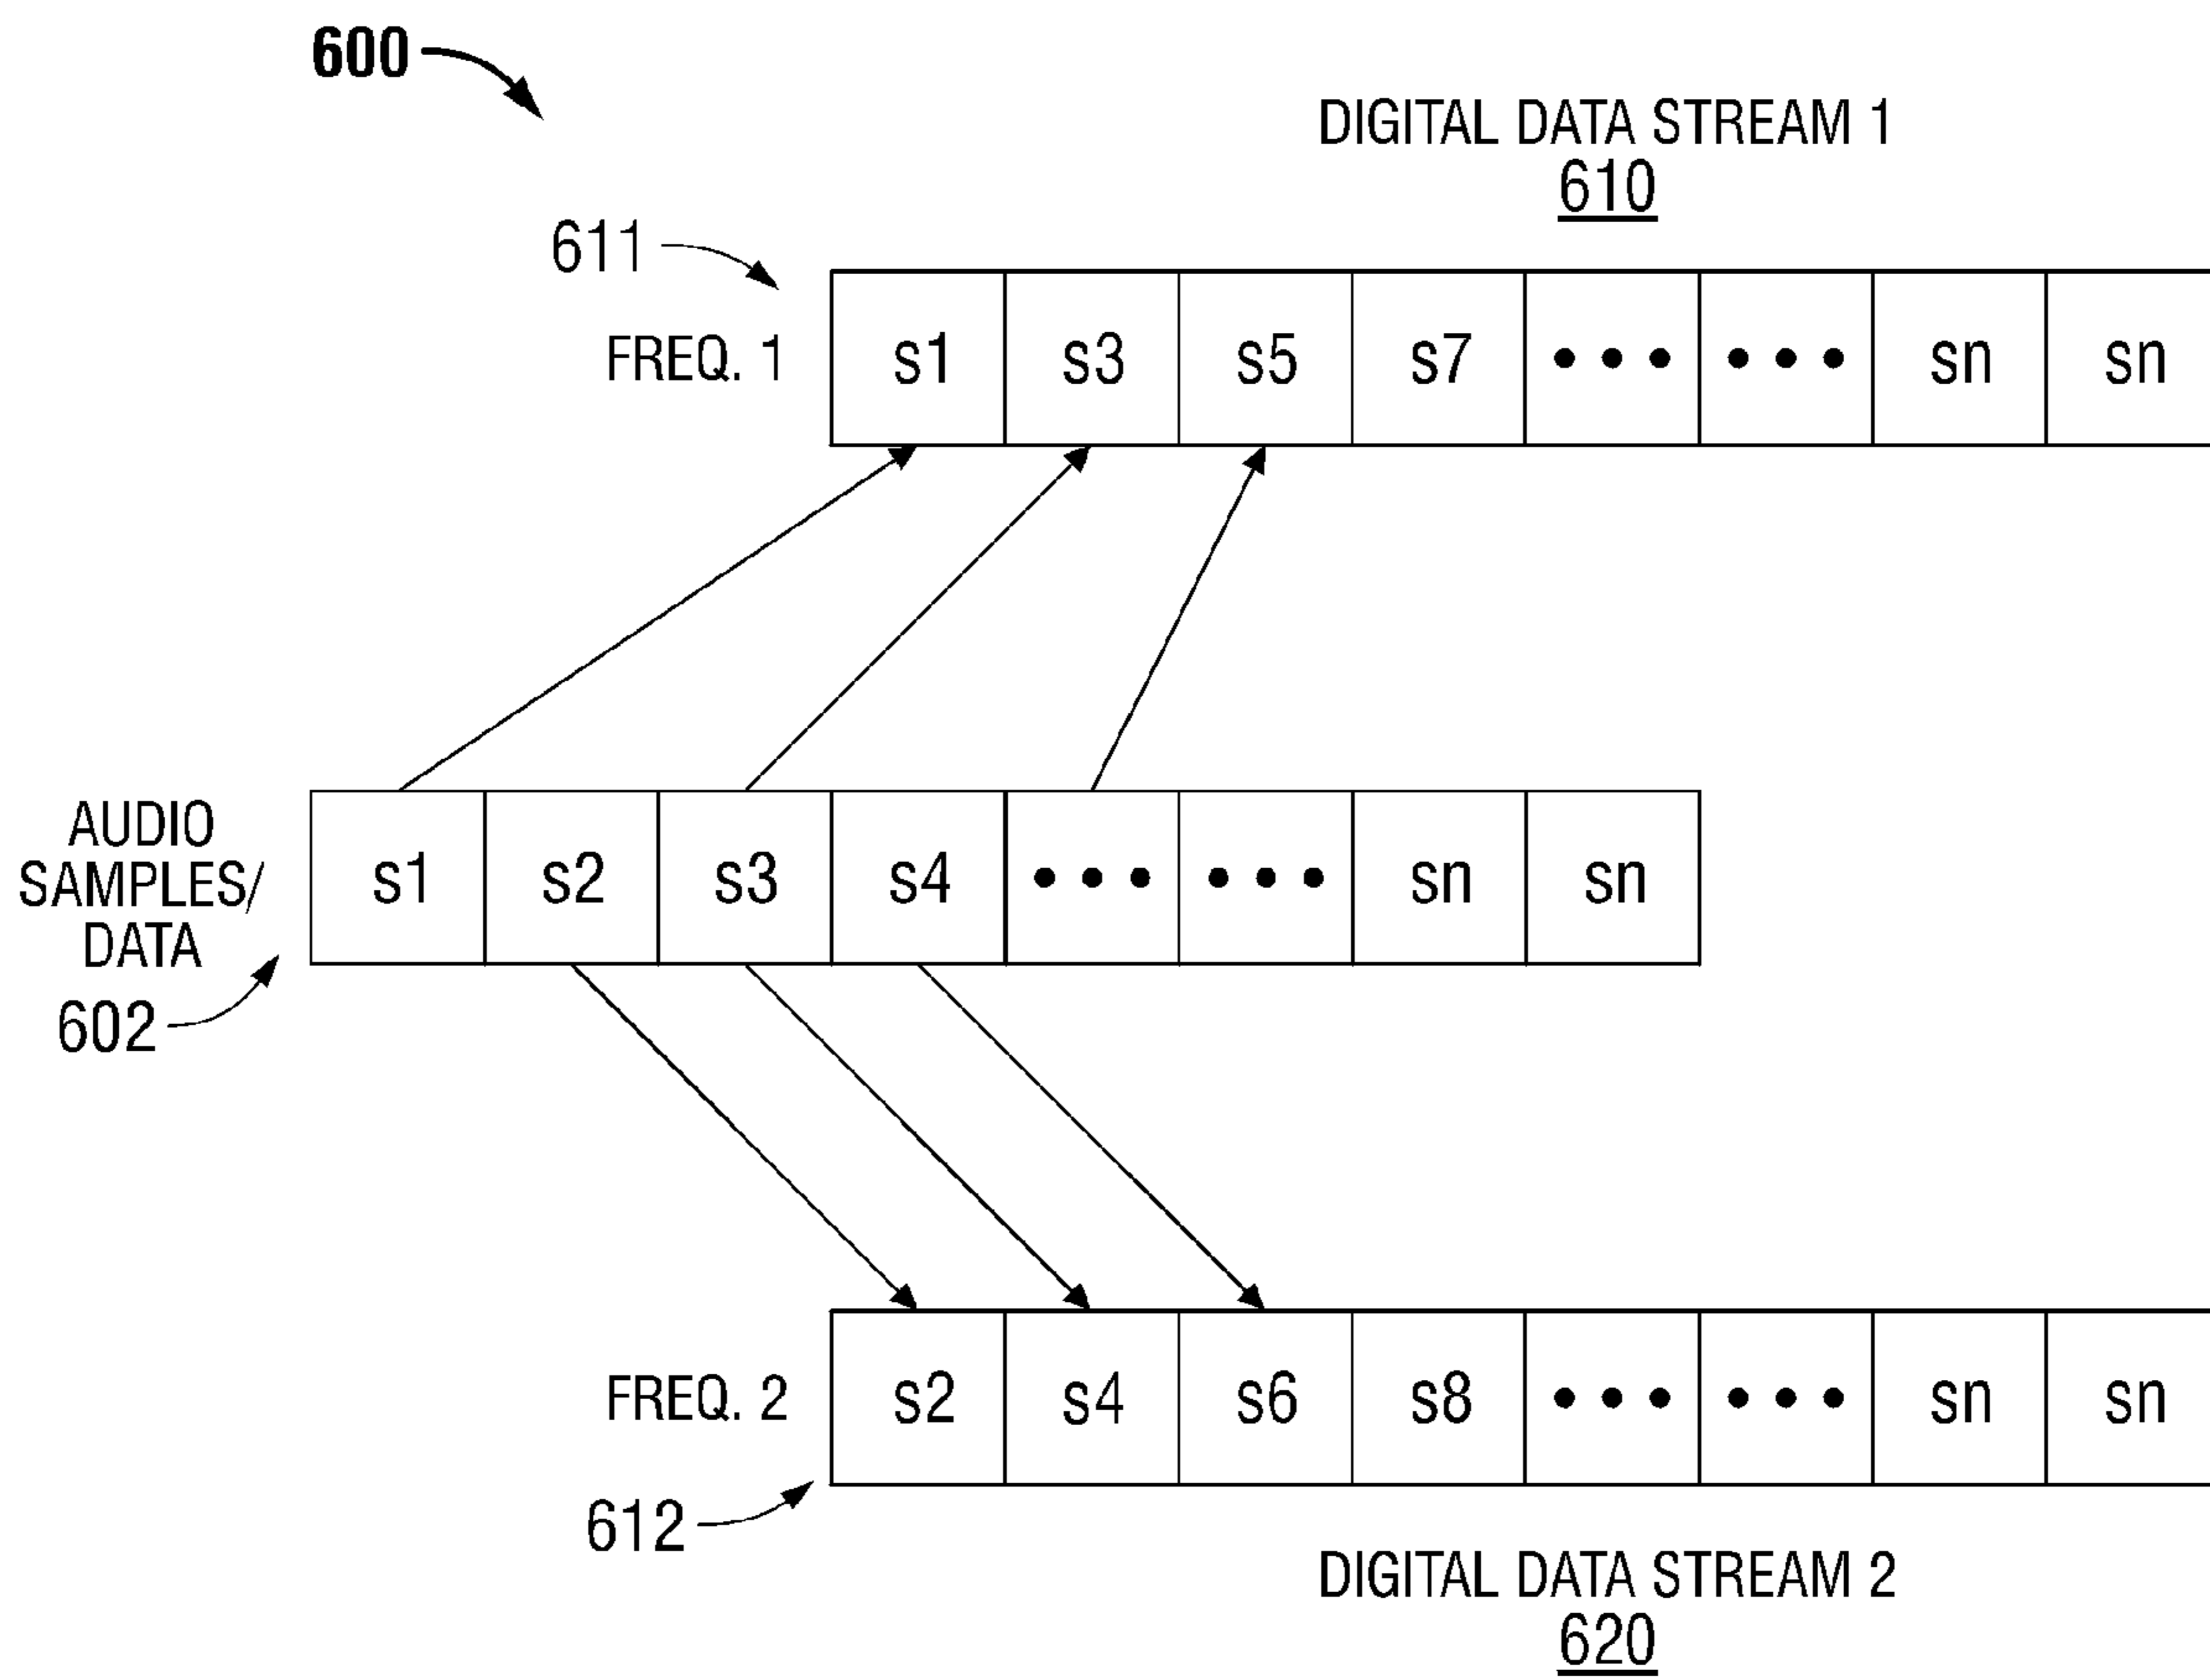 600
DIGITAL DATA STREAM 1
610
611
FREQ. 1 s1 s3 s5 s7 ••• ••• sn sn
AUDIO
SAMPLES/
DATA
602
s1 s2 s3 s4 ••• ••• sn sn
FREQ. 2 s2 s4 s6 s8 ••• ••• sn sn
612
DIGITAL DATA STREAM 2
620